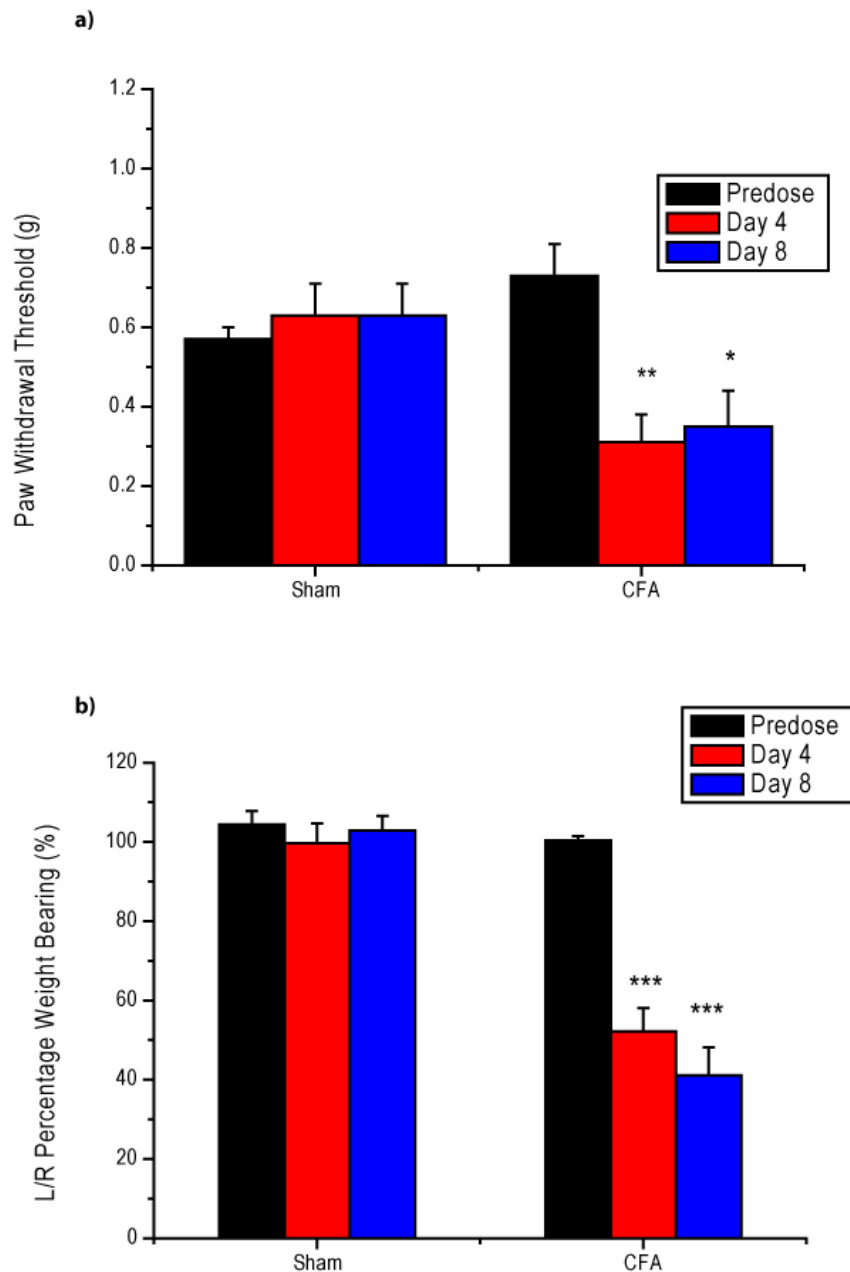 a)
1.2
1.0
0.8
0.6
0.4
0.2
0.0
Paw Withdrawal Threshold (g)
Predose
Day 4
Day 8
**
*
Sham CFA
b)
120
100
80
60
40
20
0
L/R Percentage Weight Bearing (%)
Predose
Day 4
Day 8
***
***
Sham CFA